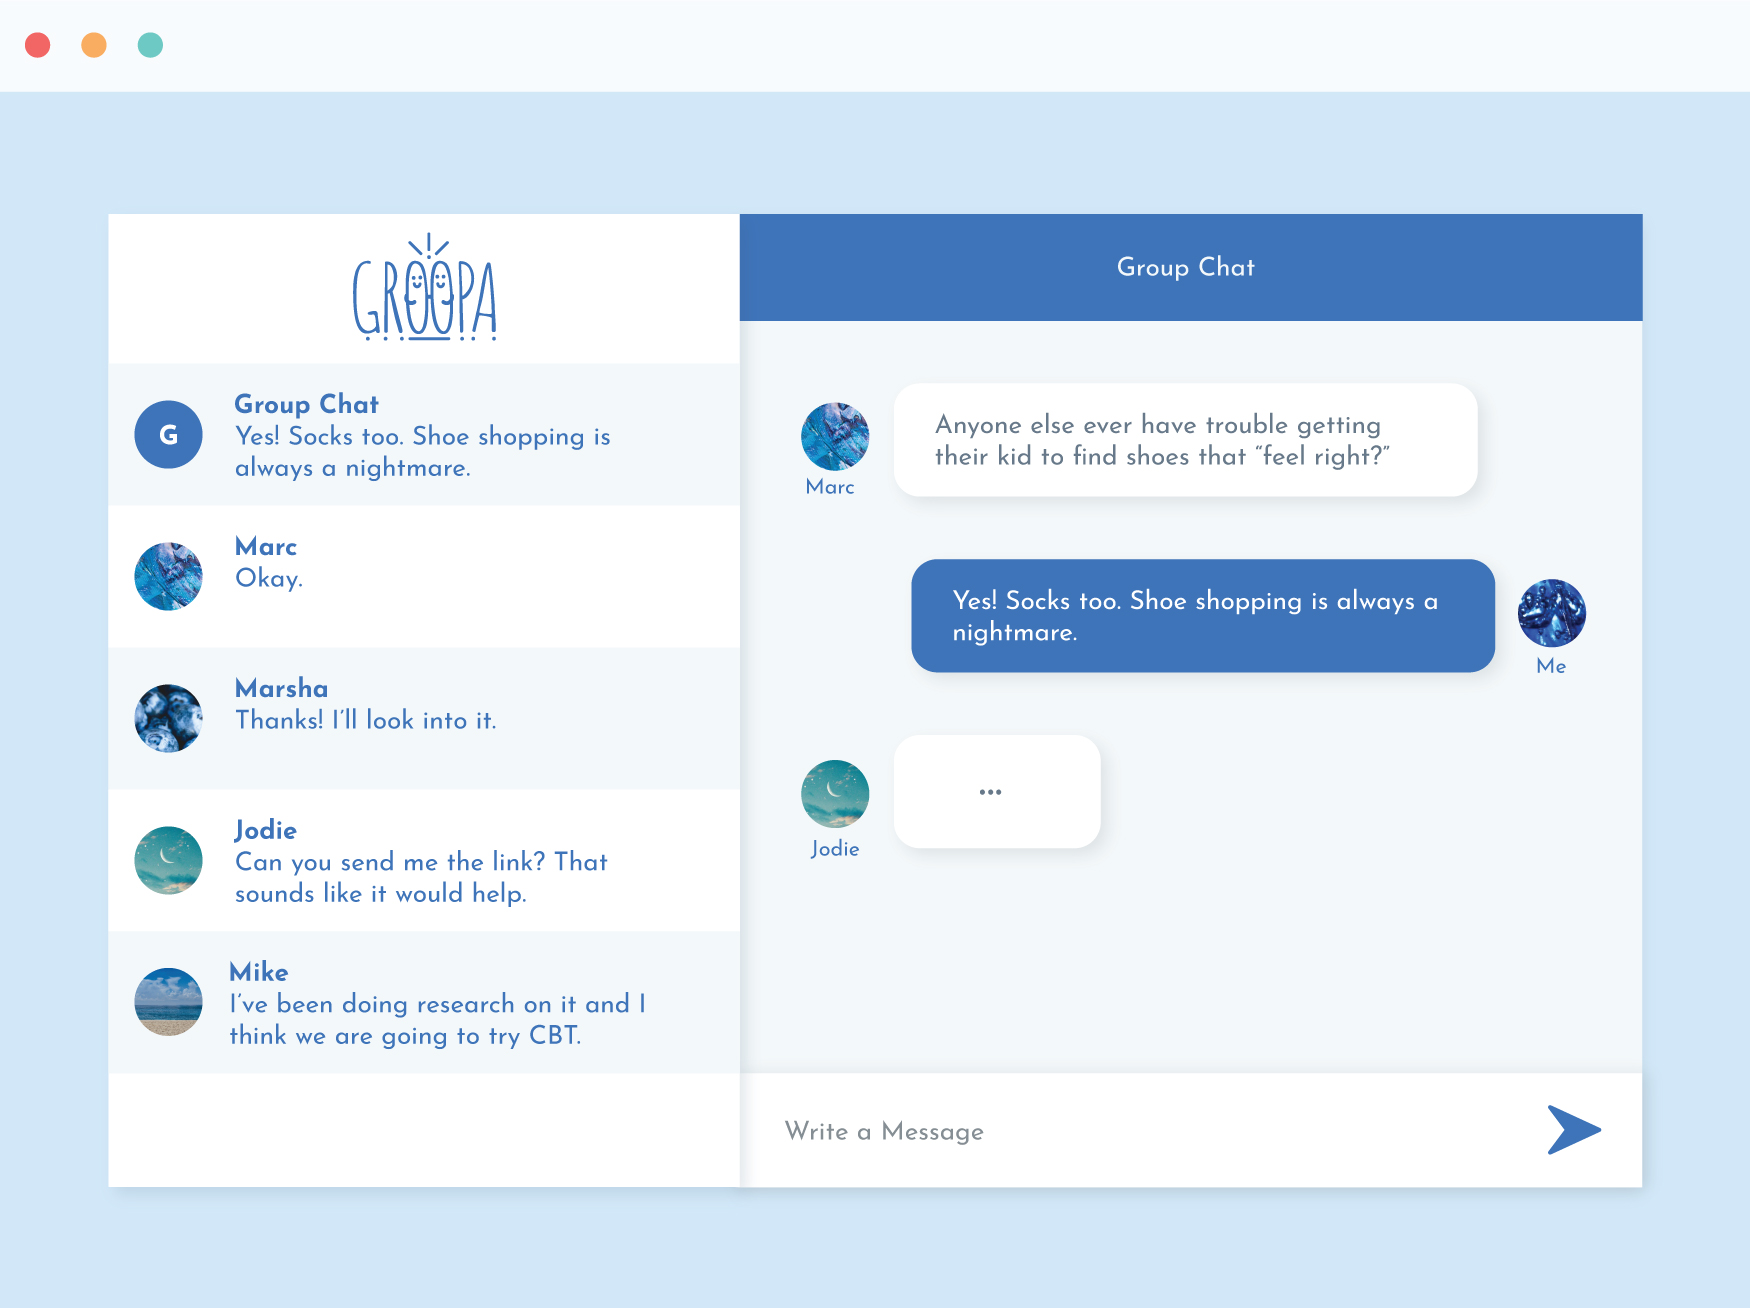 GROOPA
G
Group Chat
Yes! Socks too. Shoe shopping is
always a nightmare.
Marc
Okay.
Marsha
Thanks! I’ll look into it.
Jodie
Can you send me the link? That
sounds like it would help.
Mike
I’ve been doing research on it and I
think we are going to try CBT.
Group Chat
Anyone else ever have trouble getting
their kid to find shoes that “feel right?”
Marc
Yes! Socks too. Shoe shopping is always a
nightmare.
Me
...
Jodie
Write a Message